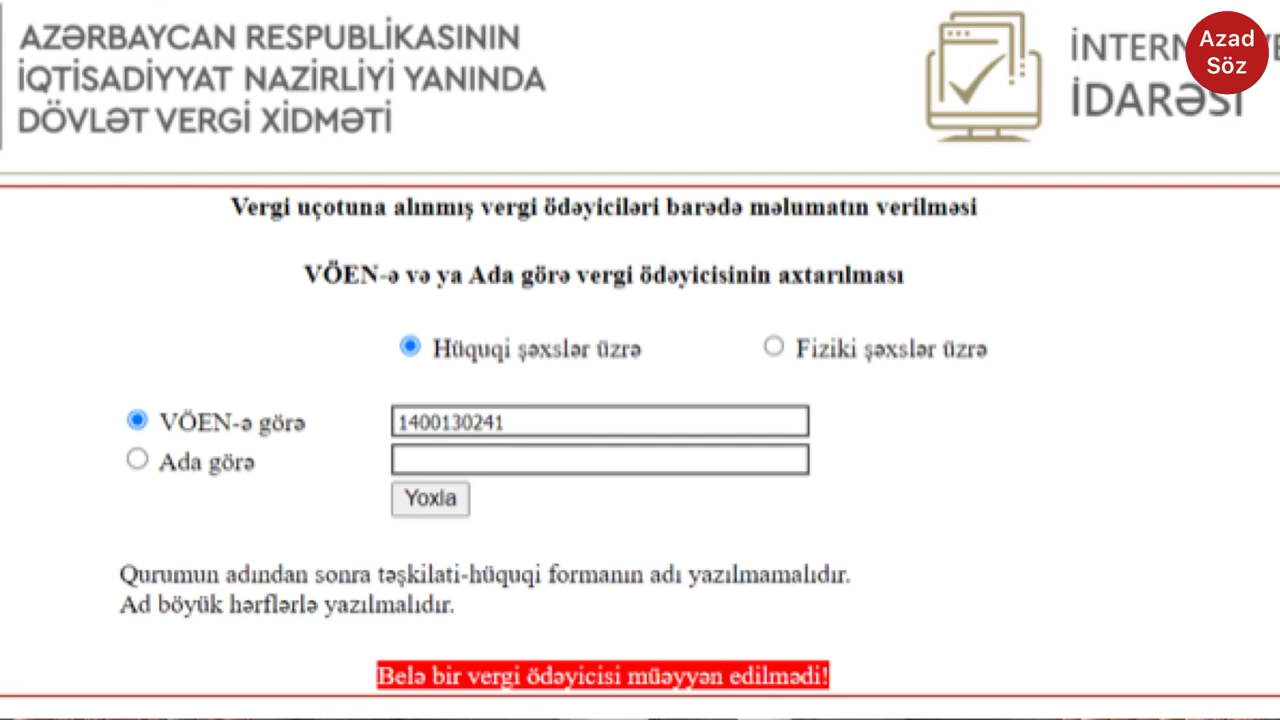 AZƏRBAYCAN RESPUBLİKASININ
İQTİSADİYYAT NAZİRLİYİ YANINDA
DÖVLƏT VERGİ XİDMƏTİ
İDARƏSİ
Azad
Söz
Vergi uçotuna alınmış vergi ödəyiciləri barədə məlumatın verilməsi
VÖEN-ə və ya Ada görə vergi ödəyicisinin axtarılması
Hüquqi şəxslər üzrə Fiziki şəxslər üzrə
VÖEN-ə görə 1400130241
Ada görə
Yoxla
Qurumun adından sonra təşkilati-hüquqi formanın adı yazılmamalıdır.
Ad böyük hərflərlə yazılmalıdır.
Belə bir vergi ödəyicisi müəyyən edilmədi!